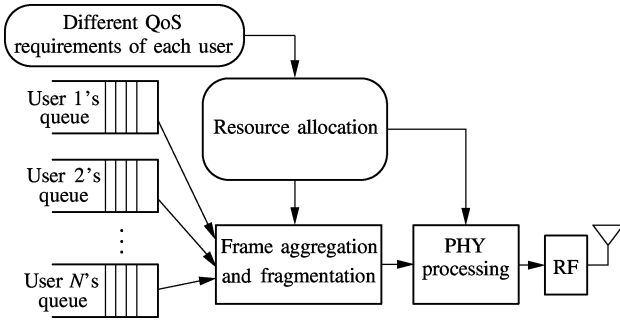 Different QoS
requirements of each user
User 1's
queue
Resource allocation
User 2's
queue
User N's
queue
Frame aggregation
and fragmentation
PHY
processing
RF